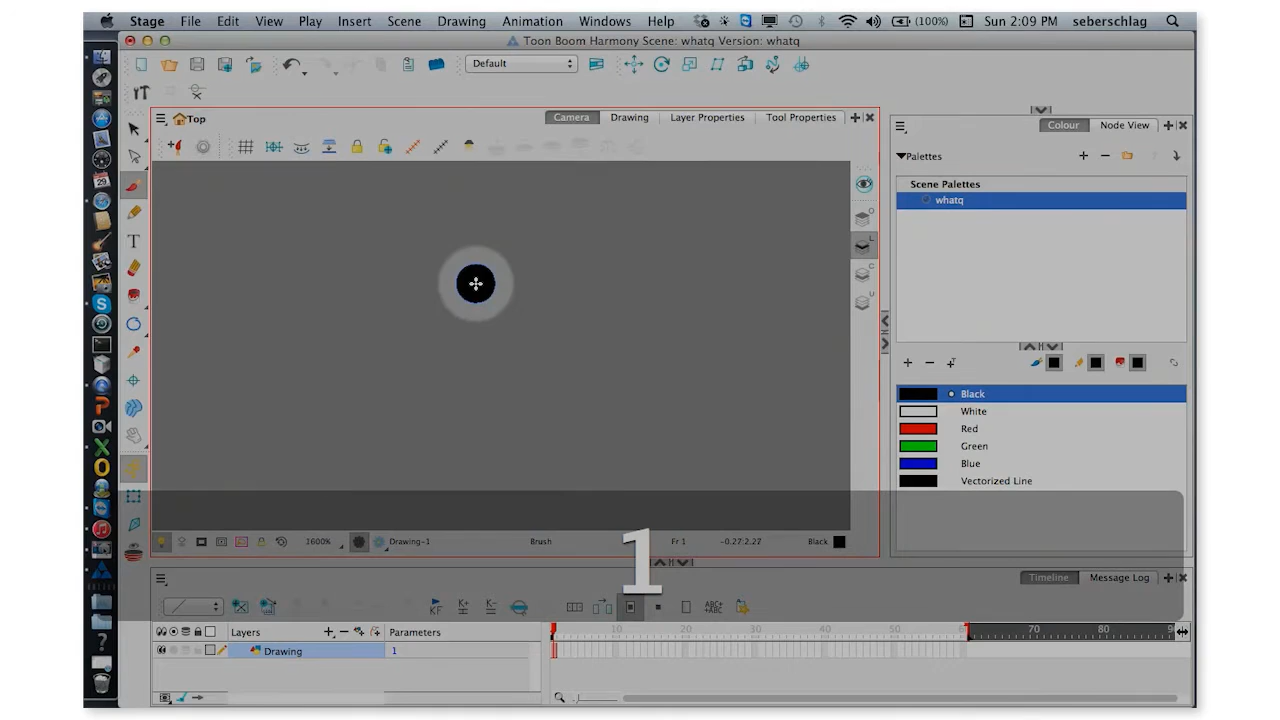 Stage File Edit View Play Insert Scene Drawing Animation Windows Help (100%) Sun 2:09 PM seberschlag
Toon Boom Harmony Scene: whatq Version: whatq
Default
Top Camera Drawing Layer Properties Tool Properties
Colour Node View
Palettes
Scene Palettes
whatq
Black
White
Red
Green
Blue
Vectorized Line
1600% Drawing-1 Brush Fr 1 -0.27:2.27 Black
1
Timeline Message Log
Layers Parameters 10 20 30 40 50 70 80
Drawing 1